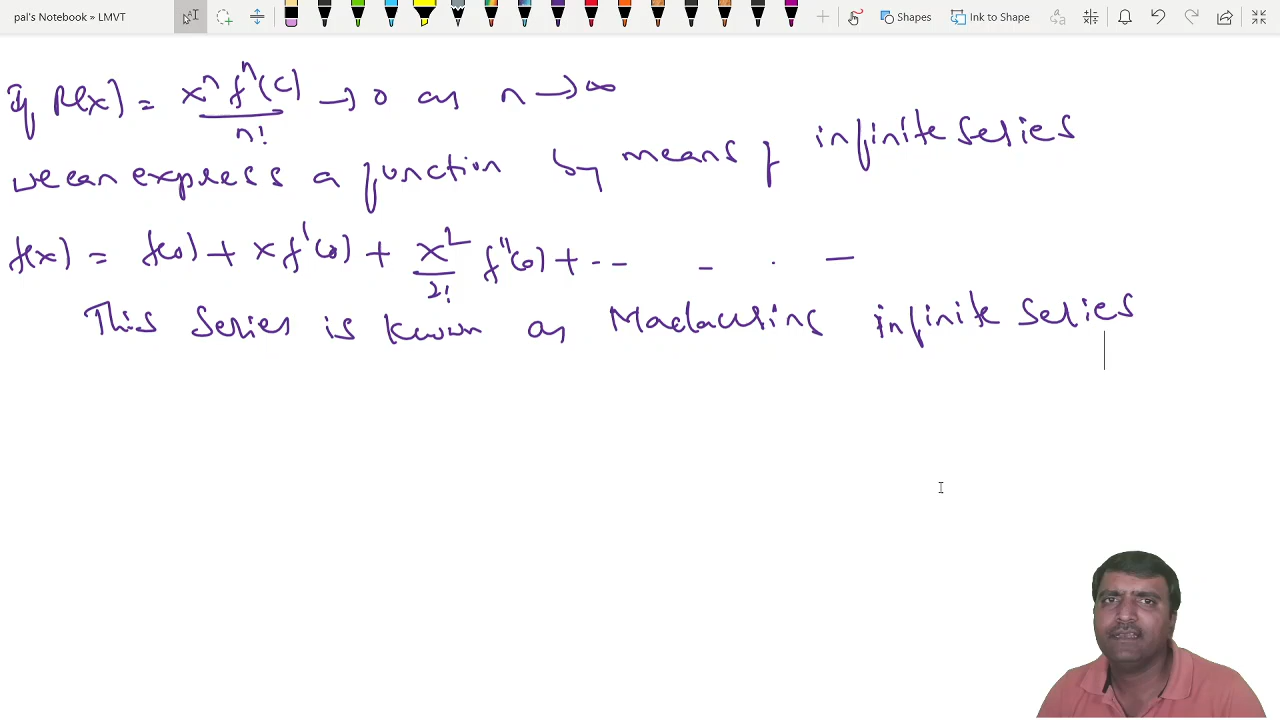 pal's Notebook » LMVT
Shapes
Ink to Shape
If R(x) = xⁿ fⁿ(c) / n! → 0 as n → ∞
we can express a function by means of infinite series
f(x) = f(0) + x f'(0) + x²/2! f''(0) + -- - . -
This series is known as Maclaurins infinite series